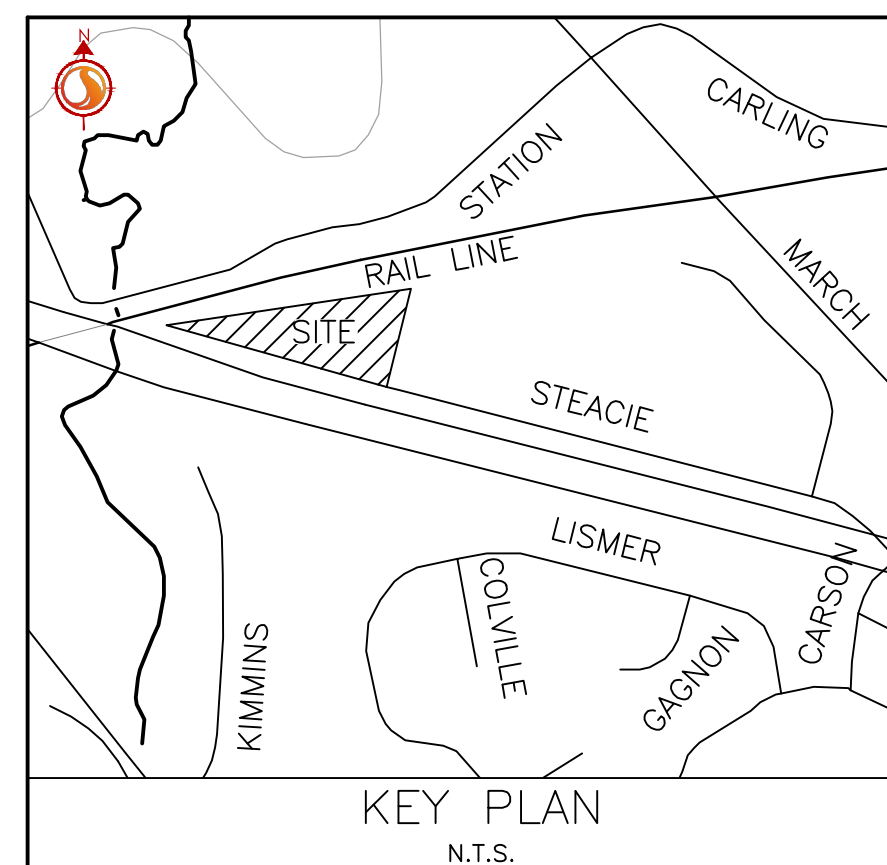 N
CARLING
STATION
MARCH
RAIL LINE
SITE
STEACIE
LISMER
CARSON
COLVILLE
GAGNON
KIMMINS
KEY PLAN
N.T.S.